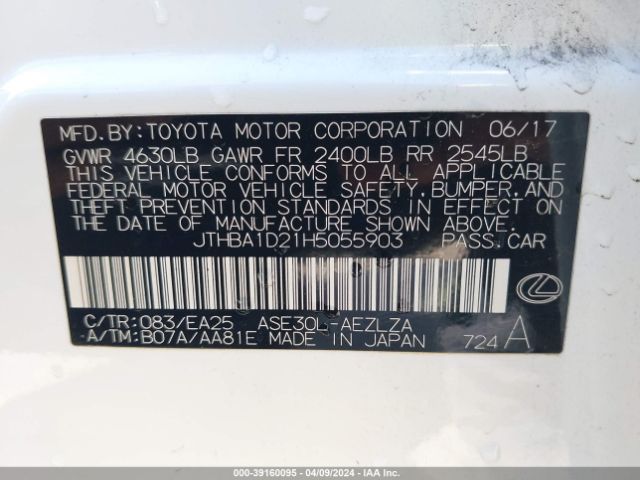 MFD.BY:TOYOTA MOTOR CORPORATION 06/17
GVWR 4630LB GAWR FR 2400LB RR 2545LB
THIS VEHICLE CONFORMS TO ALL APPLICABLE
FEDERAL MOTOR VEHICLE SAFETY,BUMPER,AND
THEFT PREVENTION STANDARDS IN EFFECT ON
THE DATE OF MANUFACTURE SHOWN ABOVE.
JTHBA1D21H5055903 PASS.CAR
C/TR:083/EA25 ASE30L-AEZLZA
A/TM:B07A/AA81E MADE IN JAPAN 724 A
000-39160095 - 04/09/2024 - IAAI.COM